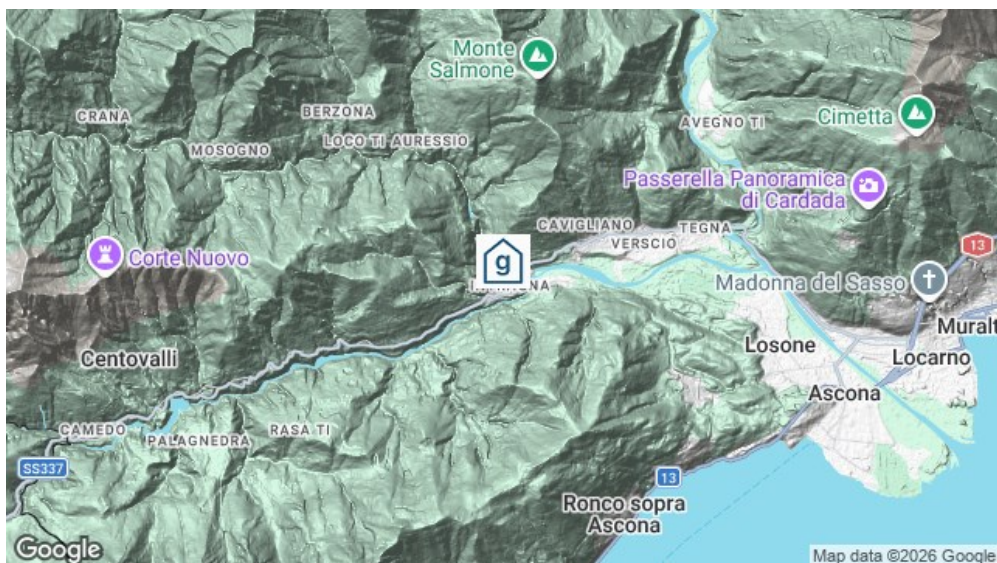 Monte
Salmone
Cimetta
CRANA
BERZONA
AVEGNO TI
MOSOGNO
LOCO TI AURESSIO
Passerella Panoramica
di Cardada
CAVIGLIANO
TEGNA
VERSCIO
13
Corte Nuovo
g
Madonna del Sasso
Muralt
Centovalli
Losone
Locarno
Ascona
CAMEDO
PALAGNEDRA
RASA TI
SS337
13
Ronco sopra
Ascona
Google
Map data ©2026 Google